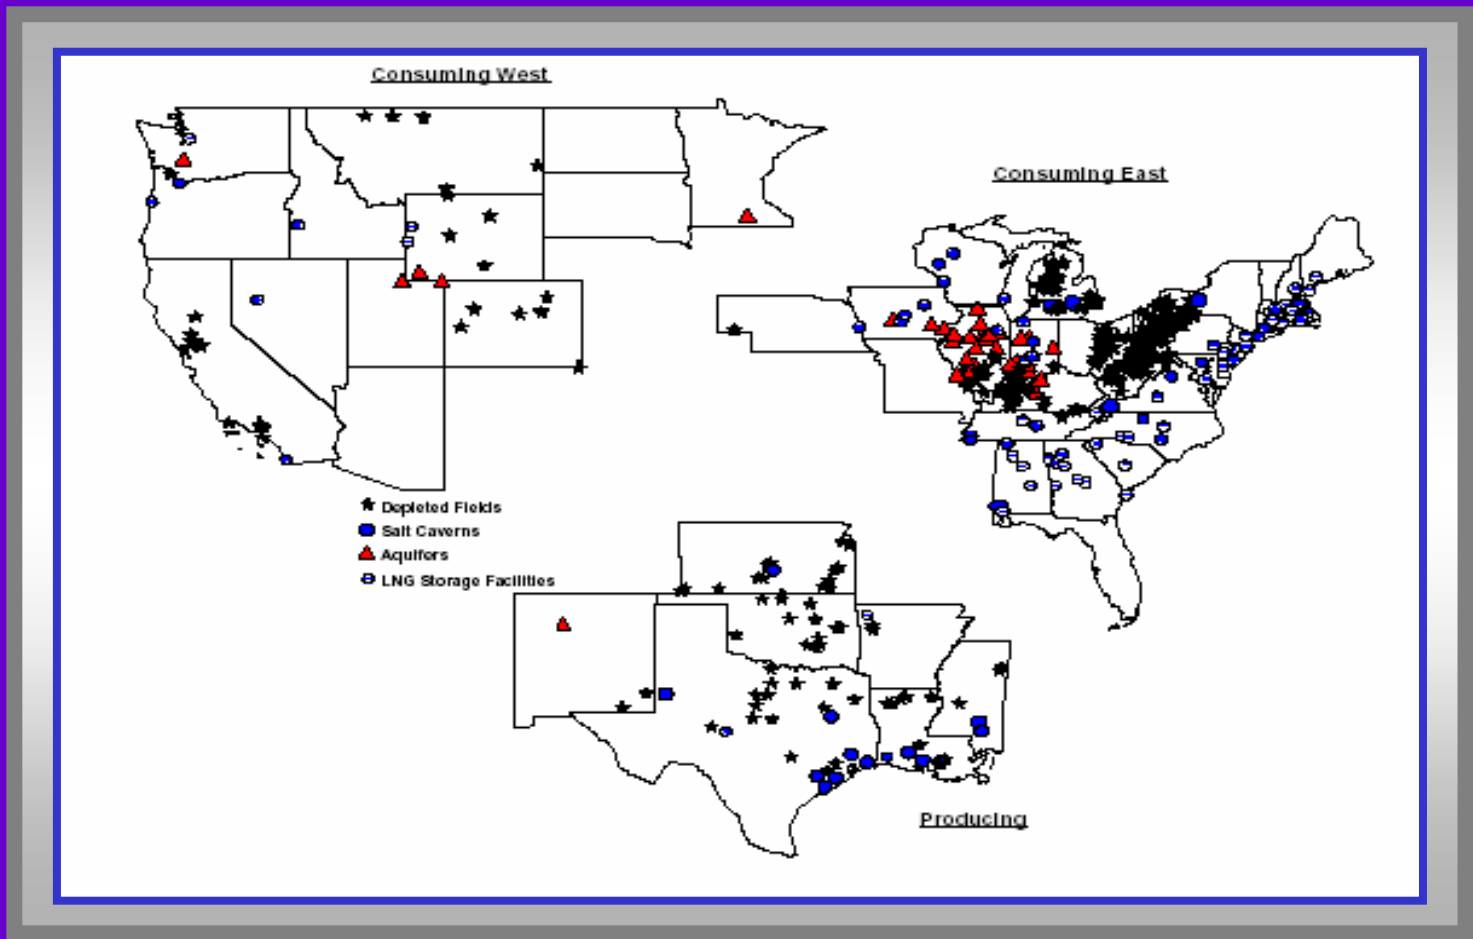 Consuming West
Consuming East
Depleted Fields
Salt Caverns
Aquifers
LNG Storage Facilities
Producing